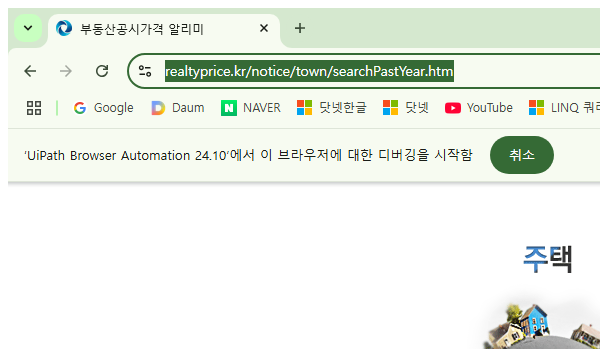 부동산공시가격 알리미
realtyprice.kr/notice/town/searchPastYear.htm
Google Daum NAVER 닷넷한글 닷넷 YouTube LINQ 쿼리
'UiPath Browser Automation 24.10'에서 이 브라우저에 대한 디버깅을 시작함 취소
주택